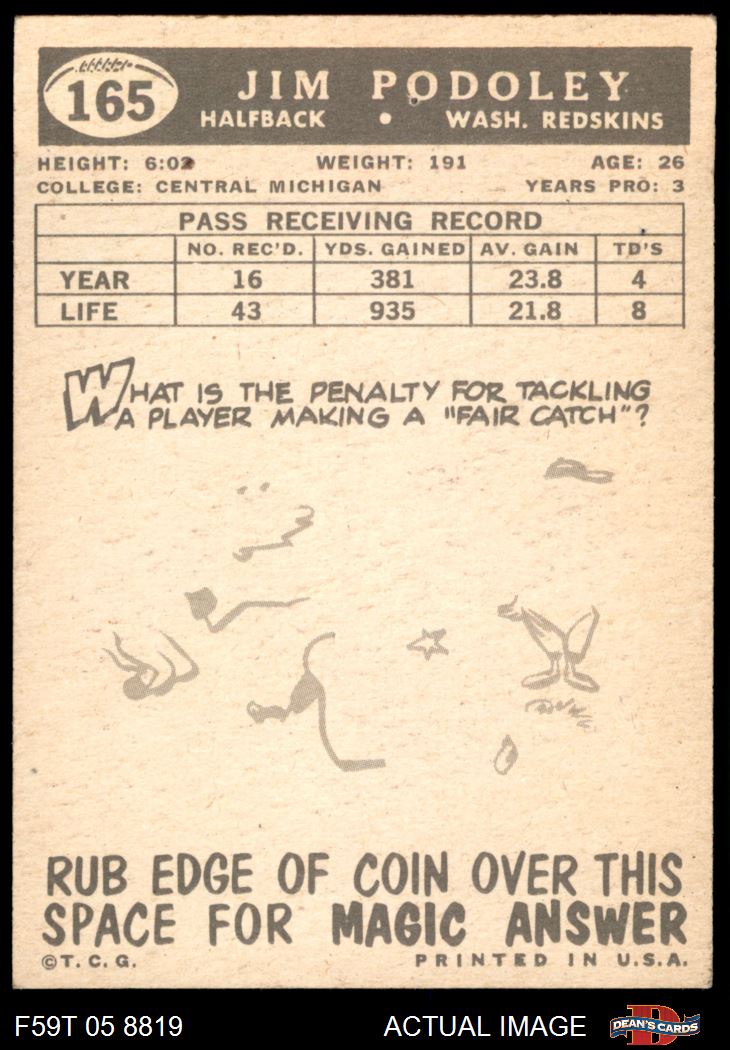 165
JIM PODOLEY
HALFBACK • WASH. REDSKINS
HEIGHT: 6:02 WEIGHT: 191 AGE: 26
COLLEGE: CENTRAL MICHIGAN YEARS PRO: 3
PASS RECEIVING RECORD
NO. REC'D. YDS. GAINED AV. GAIN TD'S
YEAR 16 381 23.8 4
LIFE 43 935 21.8 8
WHAT IS THE PENALTY FOR TACKLING
A PLAYER MAKING A "FAIR CATCH"?
RUB EDGE OF COIN OVER THIS
SPACE FOR MAGIC ANSWER
©T. C. G. PRINTED IN U.S.A.
F59T 05 8819 ACTUAL IMAGE DEAN'S CARDS